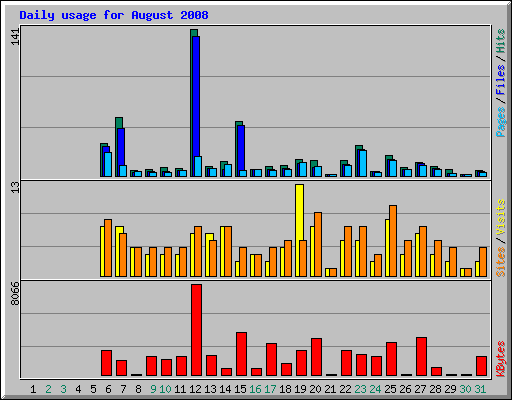 Daily usage for August 2008
141
Pages / Files / Hits
13
Sites / Visits
8066
KBytes
1 2 3 4 5 6 7 8 9 10 11 12 13 14 15 16 17 18 19 20 21 22 23 24 25 26 27 28 29 30 31